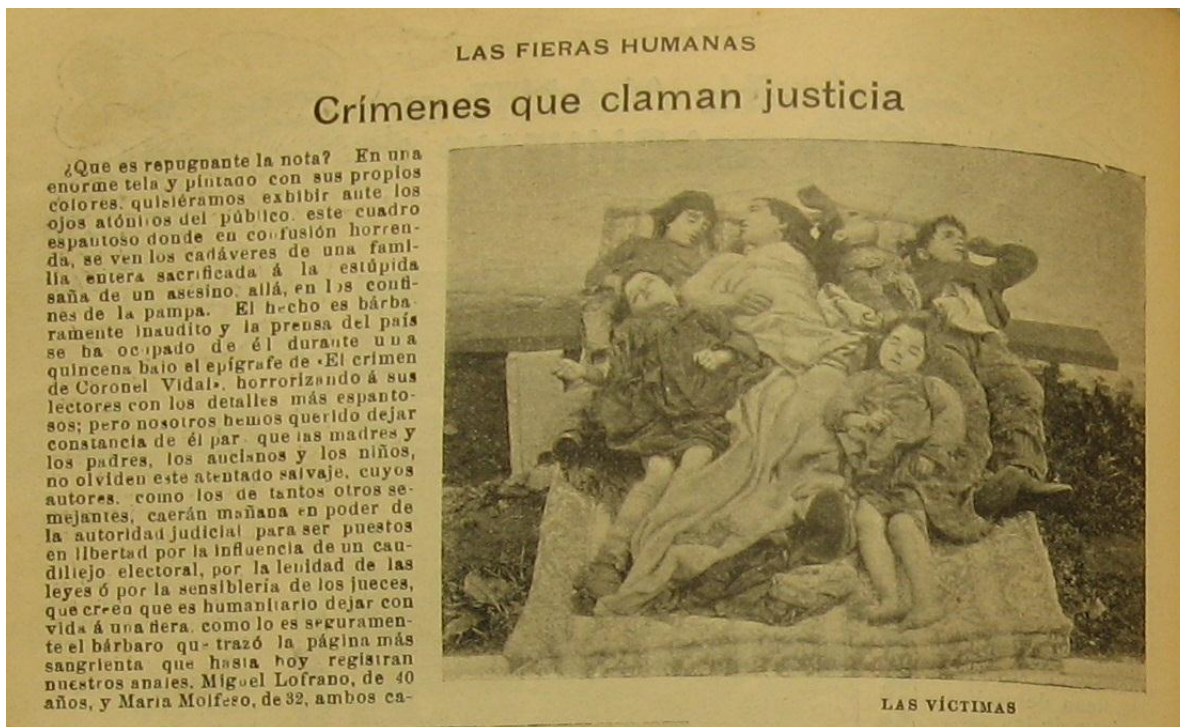 LAS FIERAS HUMANAS
Crímenes que claman justicia
¿Que es repugnante la nota? En una
enorme tela y pintado con sus propios
colores, quisiéramos exhibir ante los
ojos atónitos del público, este cuadro
espantoso donde en confusión horren-
da, se ven los cadáveres de una fami-
lia entera sacrificada á la estúpida
saña de un asesino, allá, en los confi-
nes de la pampa. El hecho es bárba-
ramente inaudito y la prensa del país
se ha ocupado de él durante una
quincena bajo el epígrafe de «El crimen
de Coronel Vidal», horrorizando á sus
lectores con los detalles más espanto-
sos; pero nosotros hemos querido dejar
constancia de él par que las madres y
los padres, los ancianos y los niños,
no olviden este atentado salvaje, cuyos
autores, como los de tantos otros se-
mejantes, caerán mañana en poder de
la autoridad judicial para ser puestos
en libertad por la influencia de un cau-
dillejo electoral, por la lenidad de las
leyes ó por la sensiblería de los jueces,
que creen que es humanitario dejar con
vida á una fiera, como lo es seguramen-
te el bárbaro que trazó la página más
sangrienta que hasta hoy registran
nuestros anales. Miguel Lofrano, de 40
años, y María Molfeso, de 32, ambos ca-
LAS VÍCTIMAS